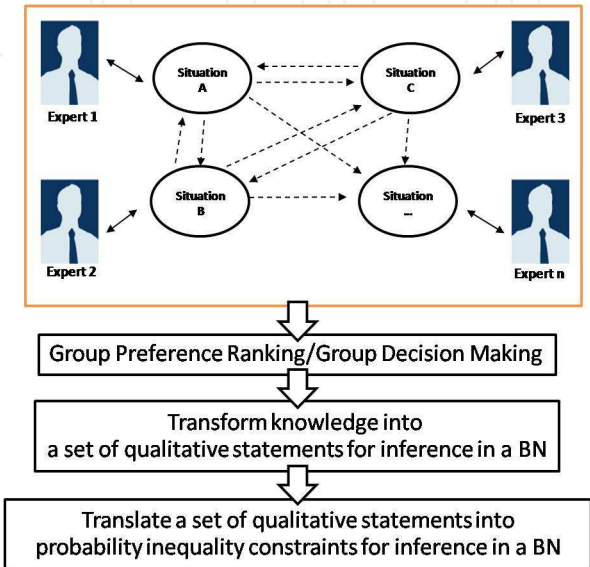 Situation
A
Situation
C
Expert 1
Expert 3
Situation
B
Situation
...
Expert 2
Expert n
Group Preference Ranking/Group Decision Making
Transform knowledge into
a set of qualitative statements for inference in a BN
Translate a set of qualitative statements into
probability inequality constraints for inference in a BN